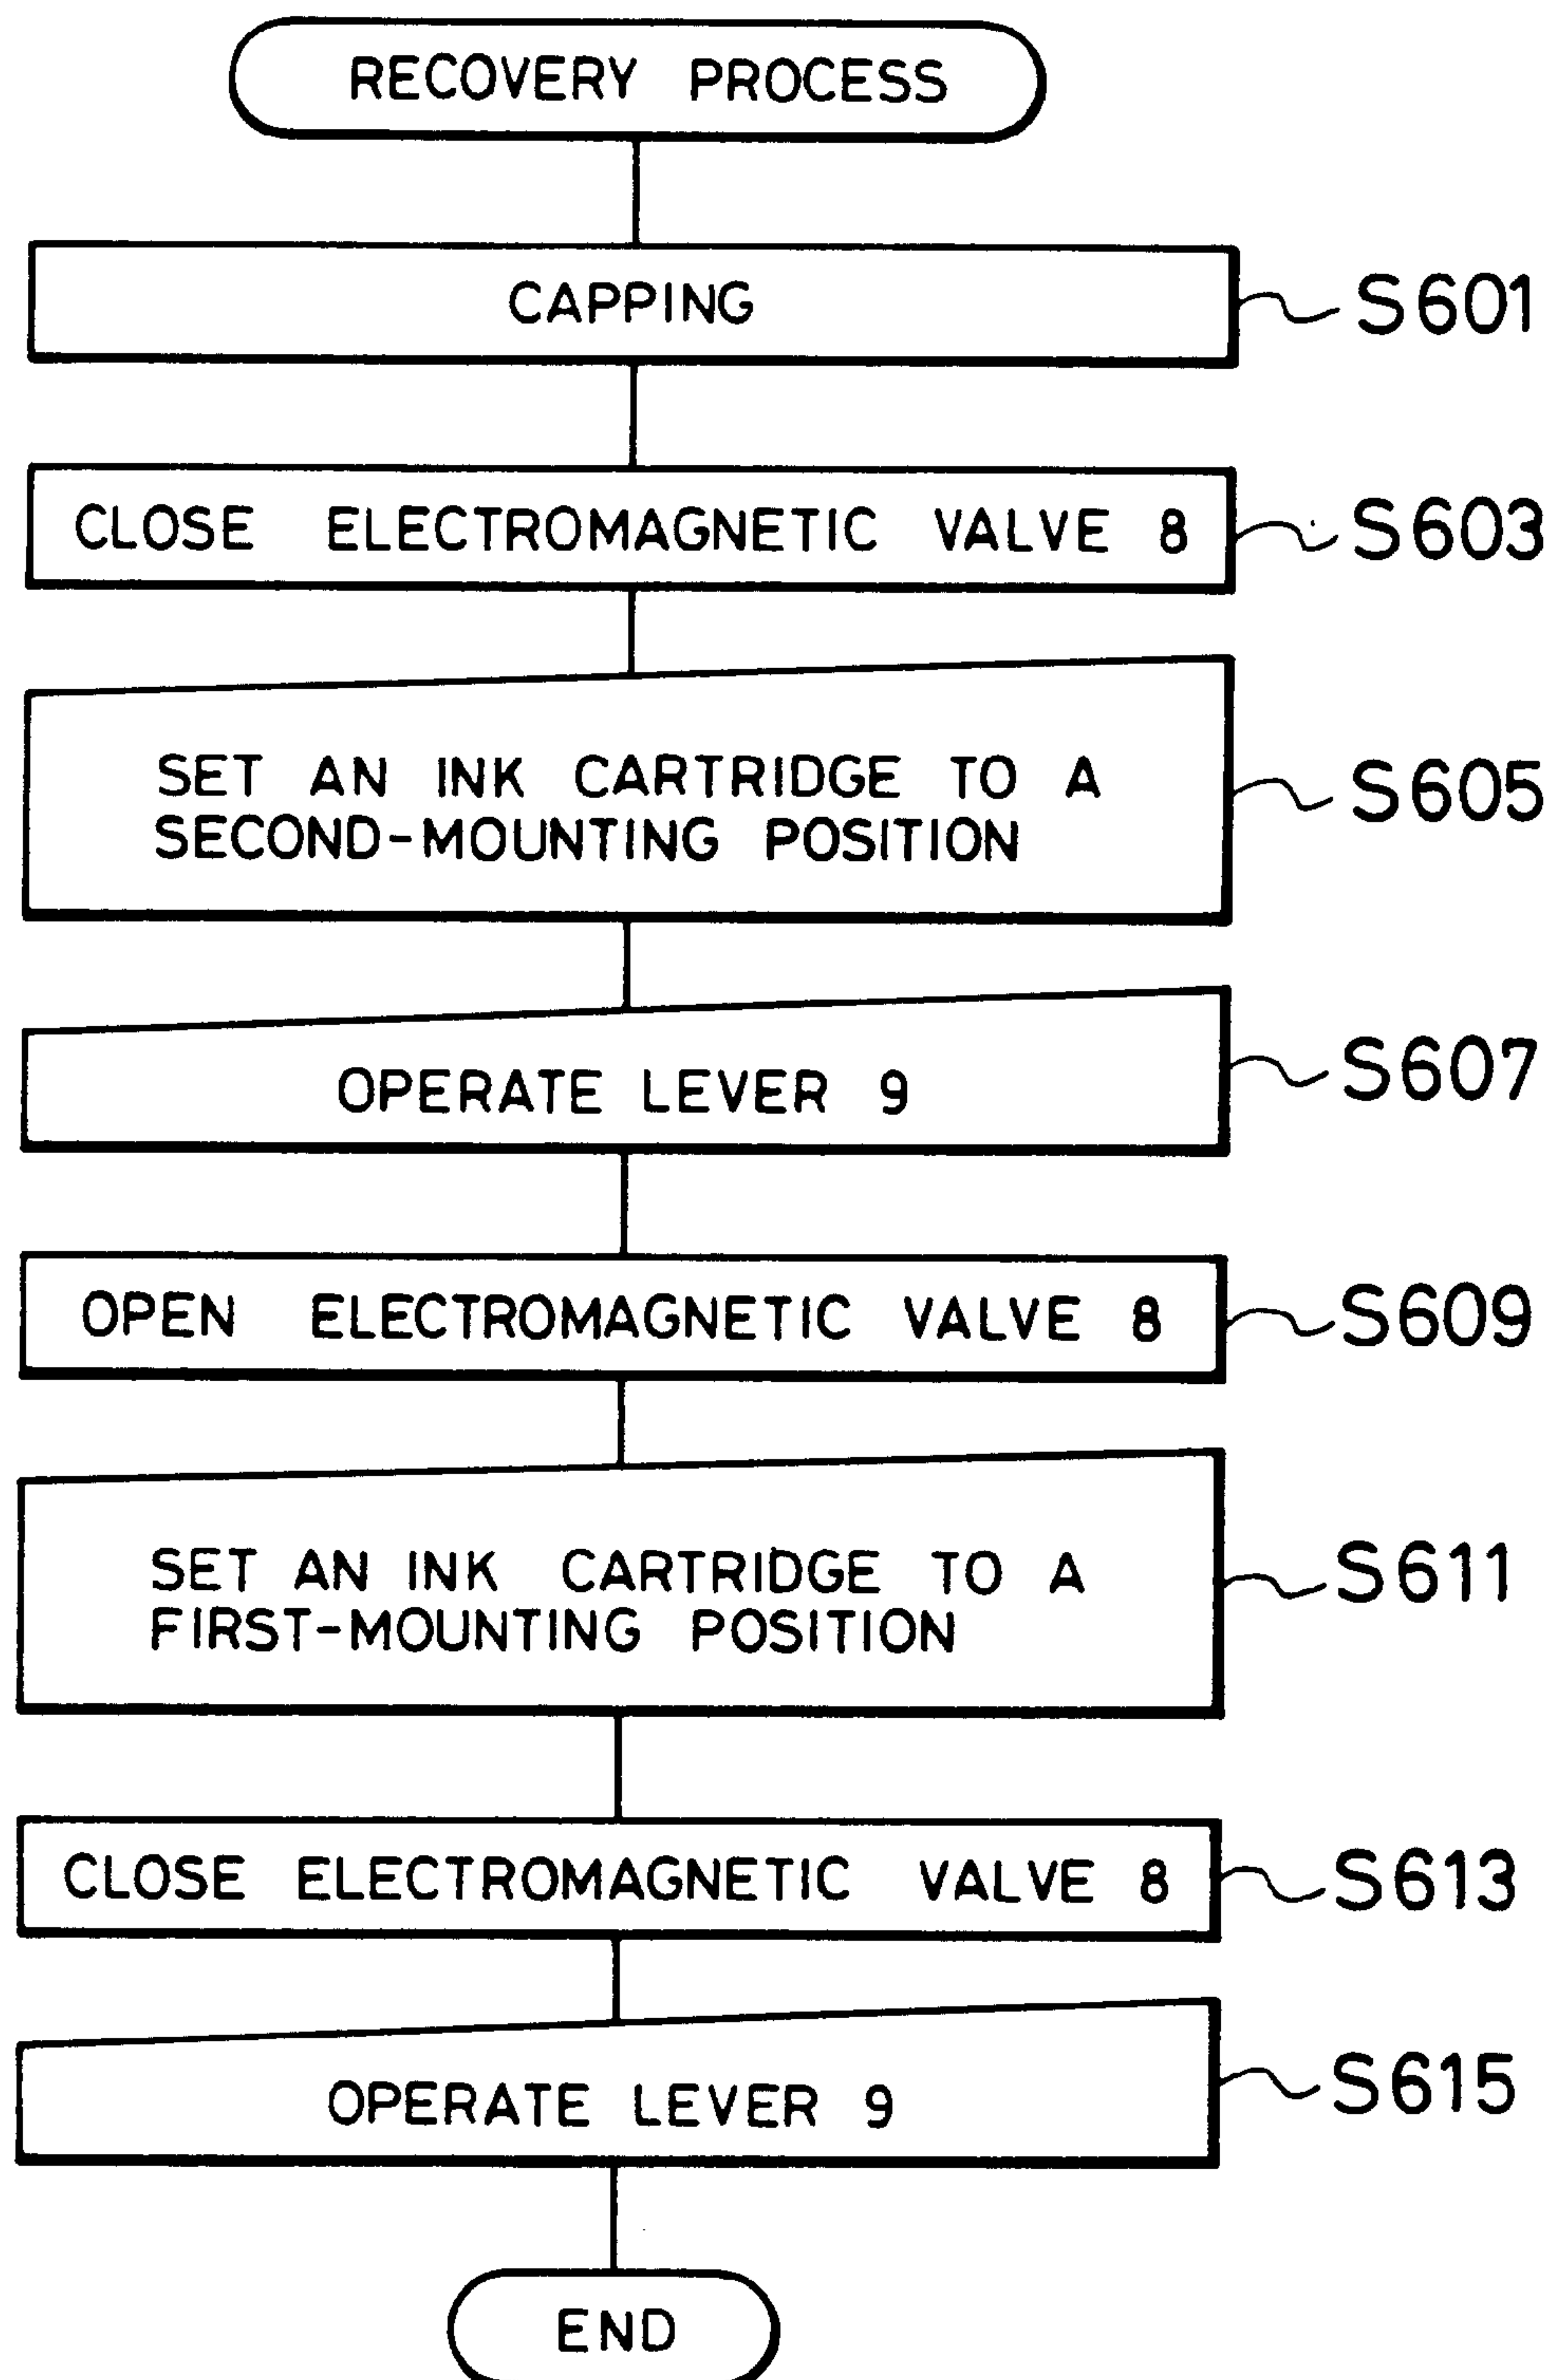 RECOVERY PROCESS
CAPPING
S601
CLOSE ELECTROMAGNETIC VALVE 8
S603
SET AN INK CARTRIDGE TO A
SECOND-MOUNTING POSITION
S605
OPERATE LEVER 9
S607
OPEN ELECTROMAGNETIC VALVE 8
S609
SET AN INK CARTRIDGE TO A
FIRST-MOUNTING POSITION
S611
CLOSE ELECTROMAGNETIC VALVE 8
S613
OPERATE LEVER 9
S615
END